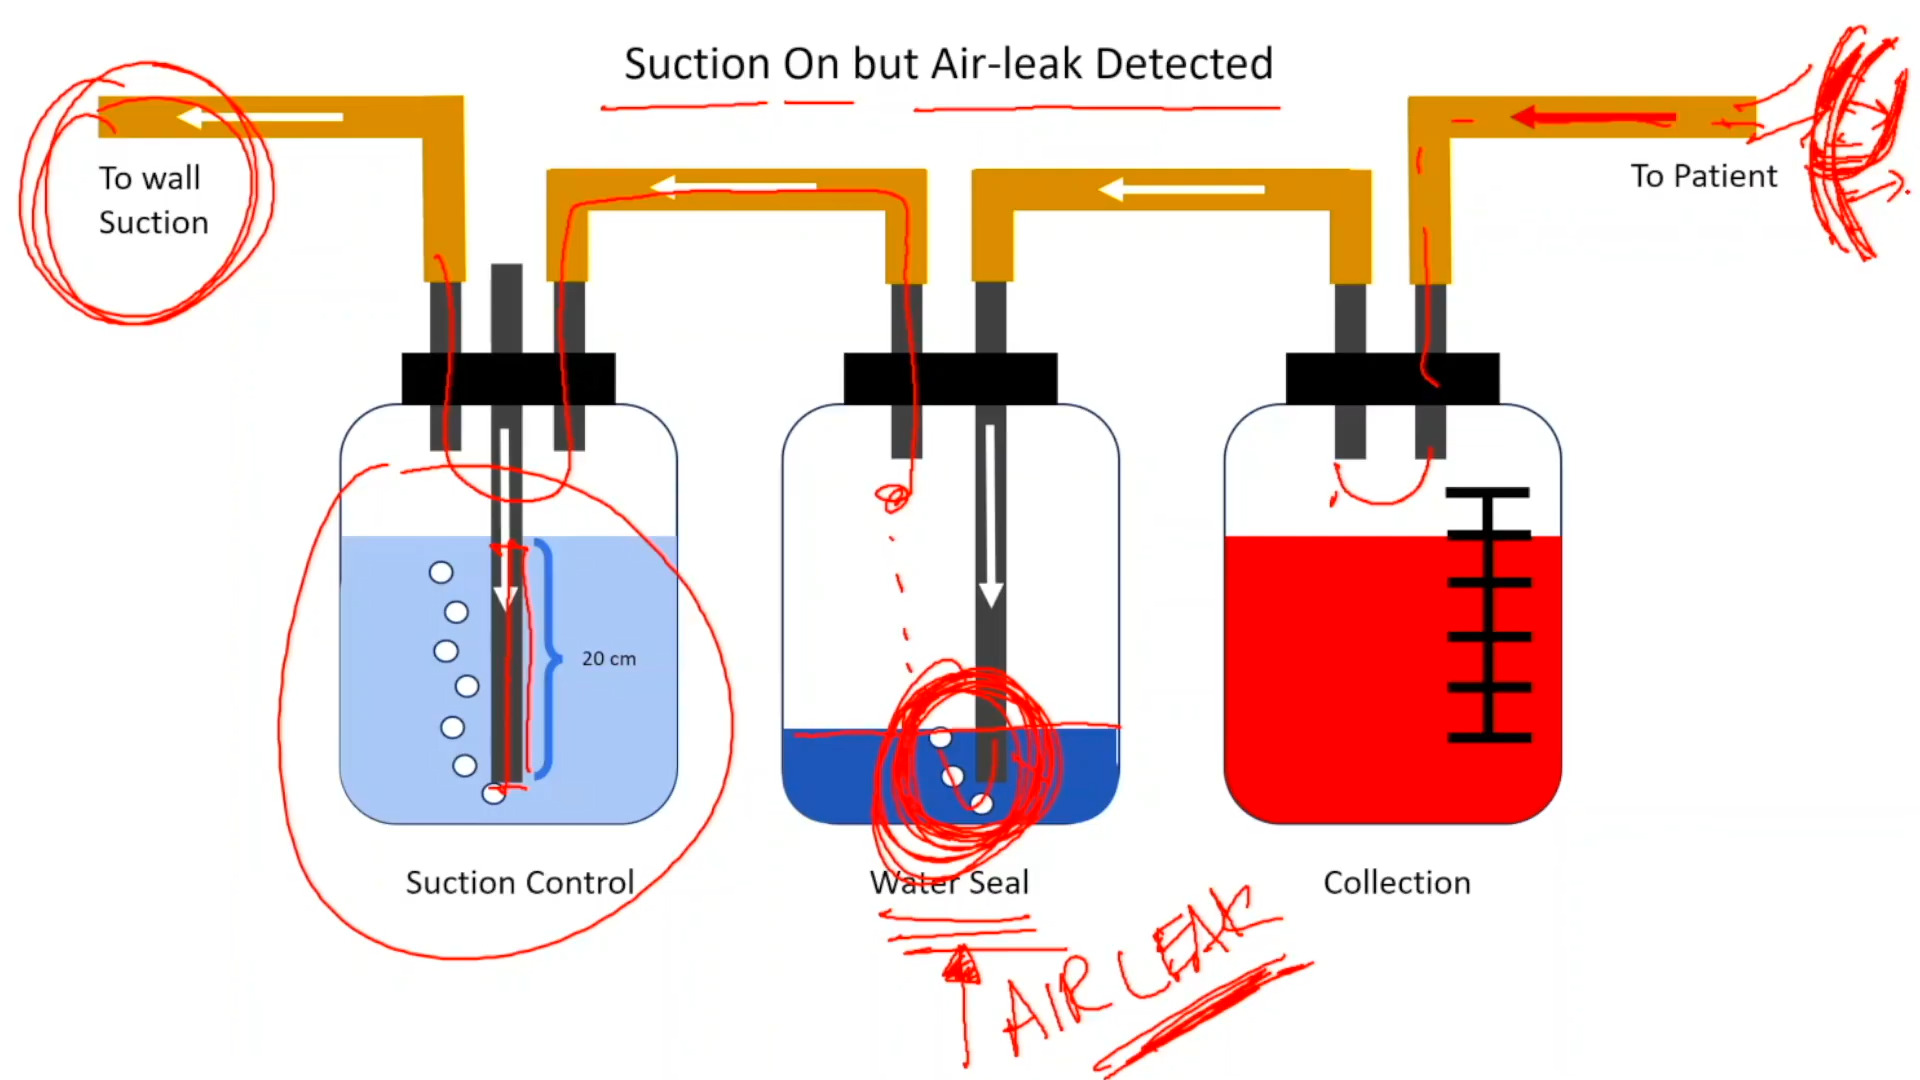 Suction On but Air-leak Detected
To wall
Suction
To Patient
20 cm
Suction Control
Water Seal
Collection
AIR LEAK